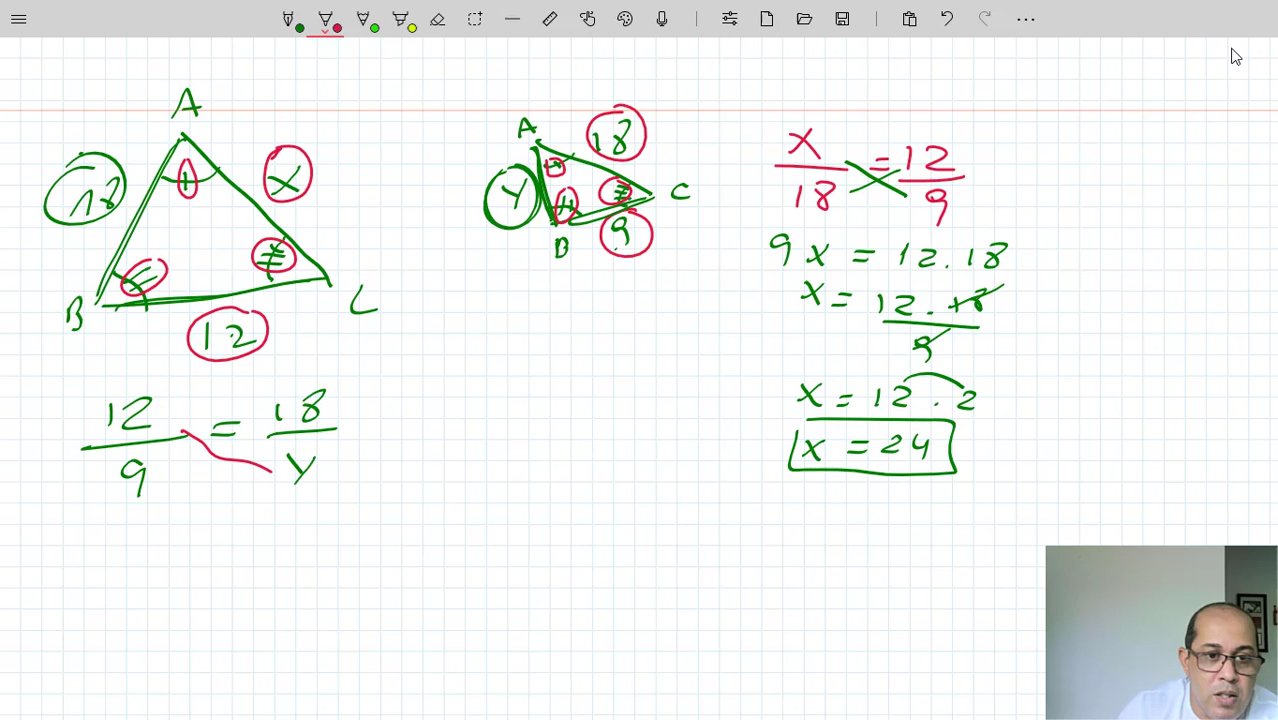 A
18
X
B
C
12
A
18
Y
C
B
9
12/9 = 18/Y
x/18 = 12/9
9x = 12.18
x = 12.18/9
x = 12.2
x = 24